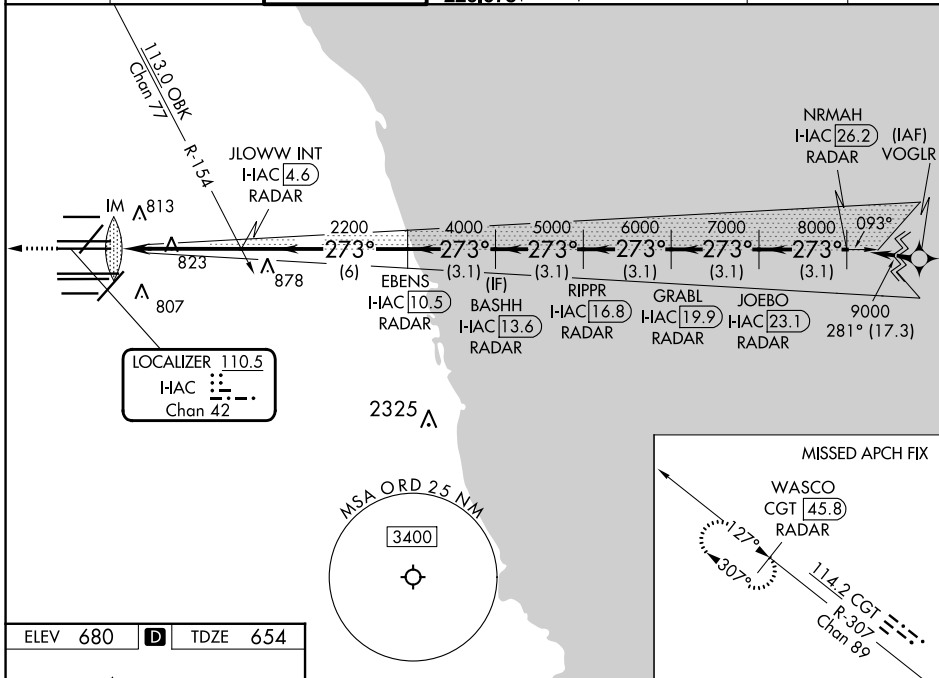 113.0 OBK
Chan 77
R-154
JLOWW INT
I-IAC 4.6
RADAR
NRMAH
I-IAC 26.2
RADAR
(IAF)
VOGLR
IM
813
823
878
807
2200
4000
5000
6000
7000
8000
093°
273°
273°
273°
273°
273°
273°
(6)
(3.1)
(3.1)
(3.1)
(3.1)
(3.1)
EBENS
I-IAC 10.5
RADAR
(IF)
BASHH
I-IAC 13.6
RADAR
RIPPR
I-IAC 16.8
RADAR
GRABL
I-IAC 19.9
RADAR
JOEBO
I-IAC 23.1
RADAR
9000
281° (17.3)
LOCALIZER 110.5
I-IAC
Chan 42
2325
MSA ORD 25 NM
3400
MISSED APCH FIX
WASCO
CGT 45.8
RADAR
127°
307°
114.2 CGT
R-307
Chan 89
ELEV 680 D TDZE 654